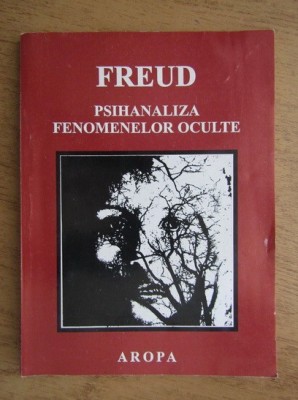 FREUD
PSIHANALIZA
FENOMENELOR OCULTE
AROPA